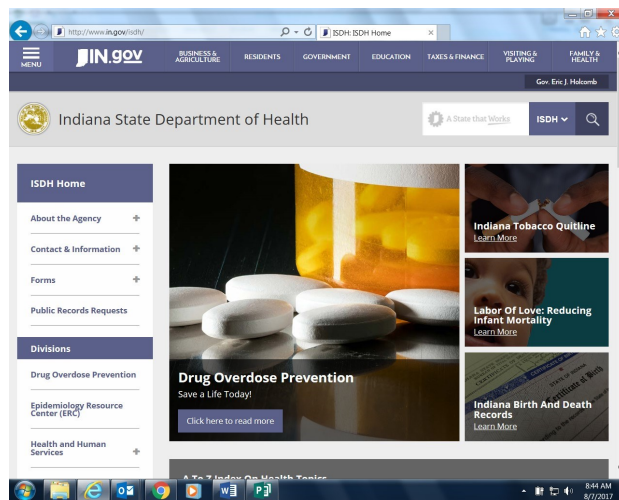 http://www.in.gov/isdh/
ISDH: ISDH Home
MENU
IN.gov
BUSINESS &
AGRICULTURE
RESIDENTS
GOVERNMENT
EDUCATION
TAXES & FINANCE
VISITING &
PLAYING
FAMILY &
HEALTH
Gov. Eric J. Holcomb
Indiana State Department of Health
A State that Works
ISDH
ISDH Home
About the Agency +
Contact & Information +
Forms +
Public Records Requests
Divisions
Drug Overdose Prevention
Epidemiology Resource
Center (ERC)
Health and Human
Services +
Drug Overdose Prevention
Save a Life Today!
Click here to read more
Indiana Tobacco Quitline
Learn More
Labor Of Love: Reducing
Infant Mortality
Learn More
Certificate of Birth
Indiana Birth And Death
Records
Learn More
A To Z Index On Health Topics
8:44 AM
8/7/2017